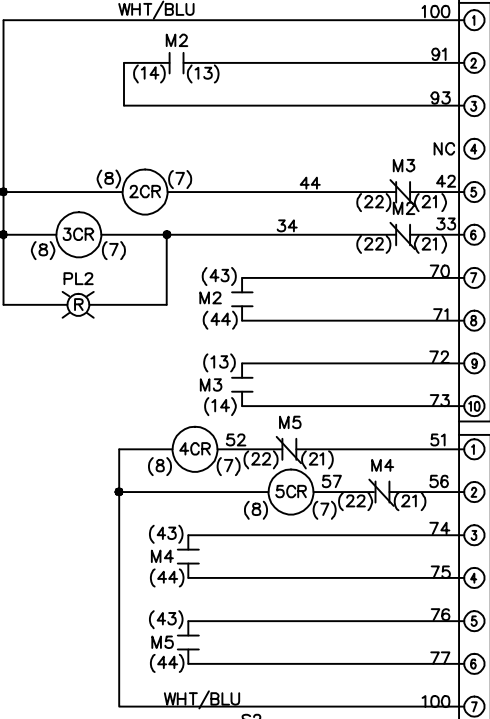 WHT/BLU 100 1
M2 91 2
(14) (13)
93 3
NC 4
(8) 2CR (7) 44 M3 42 5
(22) (21)
3CR 34 M2 33 6
(8) (7) (22) (21)
PL2 (43) 70 7
R M2
(44) 71 8
(13) 72 9
M3
(14) 73 10
4CR 52 M5 51 1
(8) (7) (22) (21)
5CR 57 M4 56 2
(8) (7) (22) (21)
(43) 74 3
M4
(44) 75 4
(43) 76 5
M5
(44) 77 6
WHT/BLU 100 7